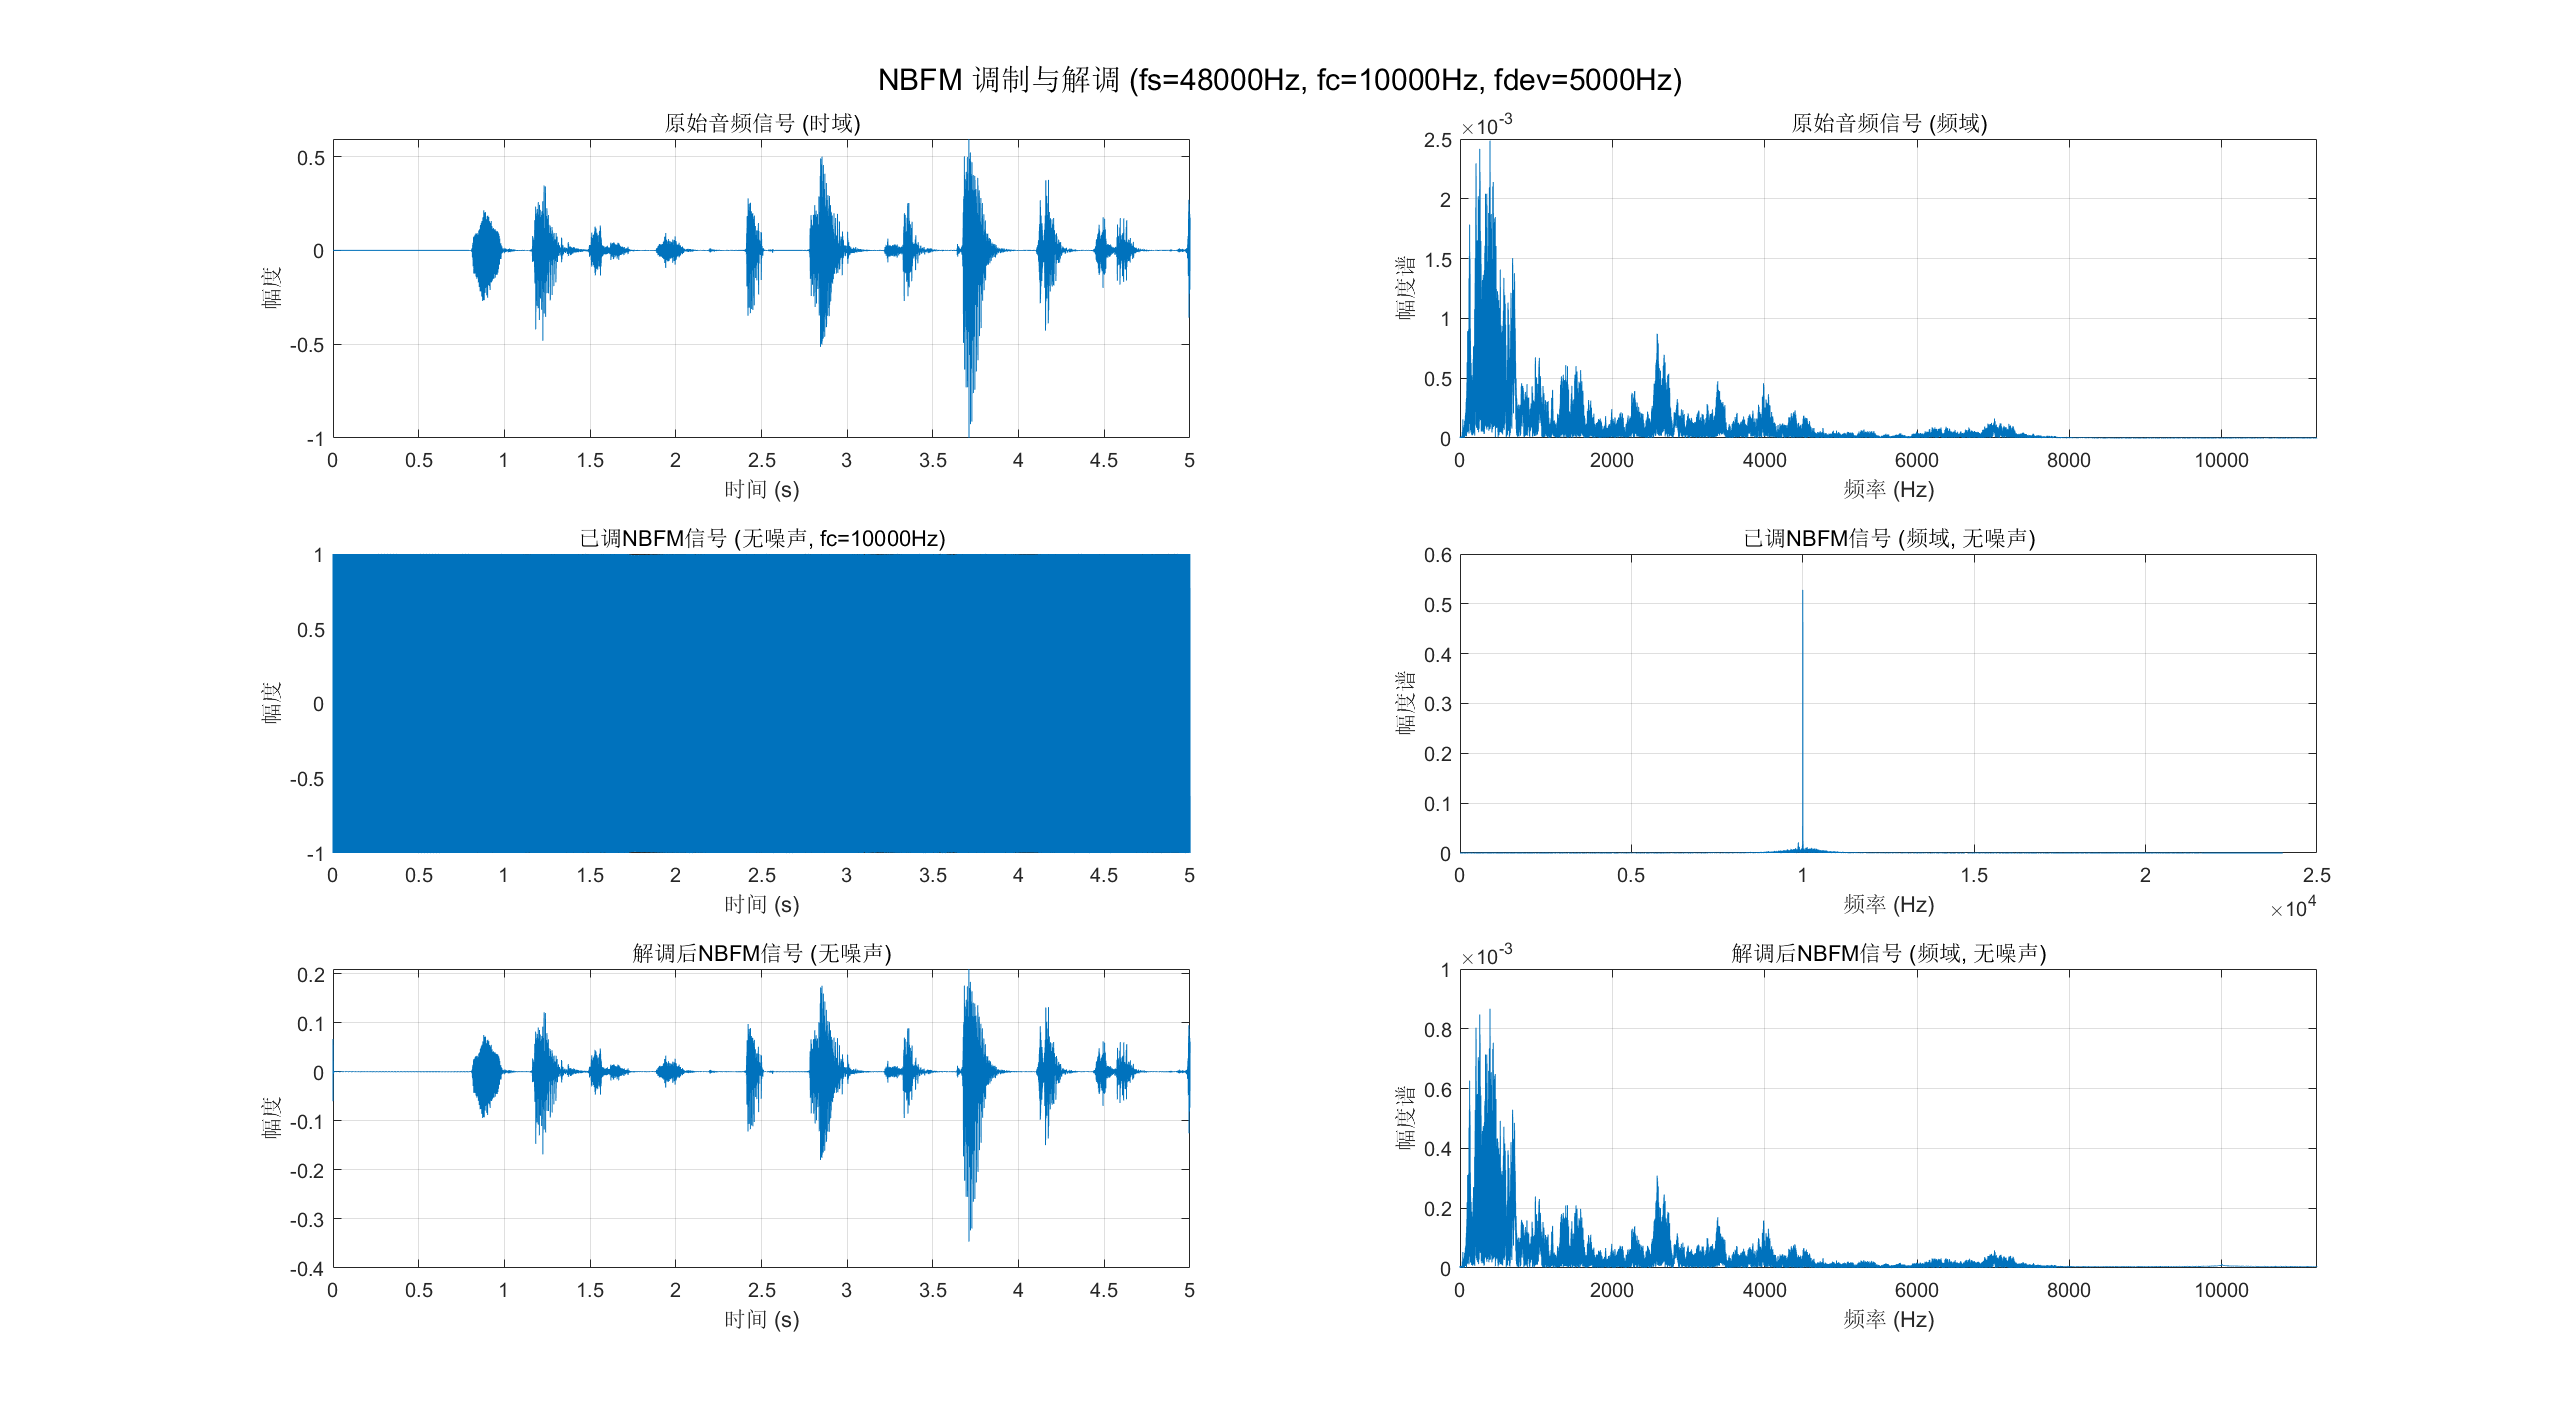 NBFM 调制与解调 (fs=48000Hz, fc=10000Hz, fdev=5000Hz)
原始音频信号 (时域)
0.5
0
-0.5
-1
幅度
0 0.5 1 1.5 2 2.5 3 3.5 4 4.5 5
时间 (s)
原始音频信号 (频域)
×10-3
2.5
2
1.5
1
0.5
0
幅度谱
0 2000 4000 6000 8000 10000
频率 (Hz)
已调NBFM信号 (无噪声, fc=10000Hz)
1
0.5
0
-0.5
-1
幅度
0 0.5 1 1.5 2 2.5 3 3.5 4 4.5 5
时间 (s)
已调NBFM信号 (频域, 无噪声)
0.6
0.5
0.4
0.3
0.2
0.1
0
幅度谱
0 0.5 1 1.5 2 2.5
×104
频率 (Hz)
解调后NBFM信号 (无噪声)
0.2
0.1
0
-0.1
-0.2
-0.3
-0.4
幅度
0 0.5 1 1.5 2 2.5 3 3.5 4 4.5 5
时间 (s)
解调后NBFM信号 (频域, 无噪声)
×10-3
1
0.8
0.6
0.4
0.2
0
幅度谱
0 2000 4000 6000 8000 10000
频率 (Hz)